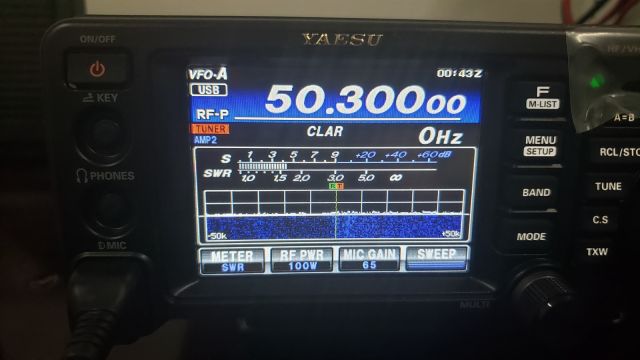 YAESU
ON/OFF
KEY
PHONES
MIC
VFO-A
00:43Z
USB
50.30000
RF-P
TUNER
AMP2
CLAR
0Hz
S 1 3 5 7 9 +20 +40 +60dB
SWR 1.0 1.5 2.0 3.0 5.0 ∞
R T
-50k
+50k
METER
SWR
RF PWR
100W
MIC GAIN
65
SWEEP
F
M-LIST
MENU
SETUP
BAND
MODE
MULTI
A=B
RCL/STO
TUNE
C.S
TXW